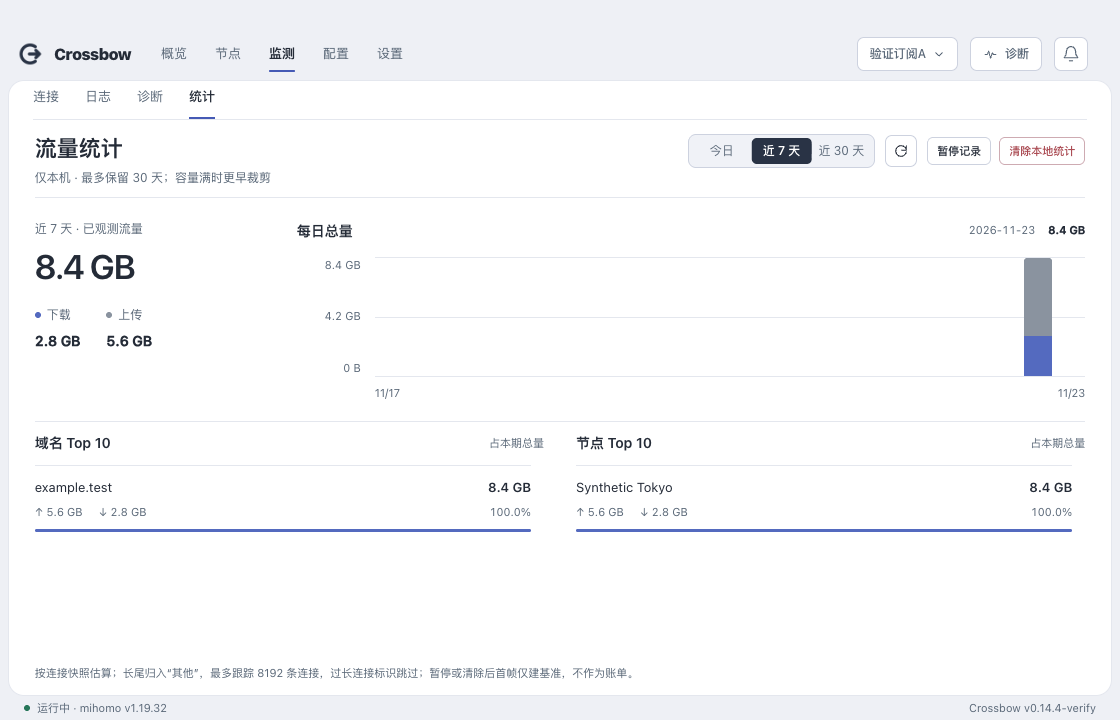 Crossbow 概览 节点 监测 配置 设置 验证订阅A 诊断
连接 日志 诊断 统计
流量统计
今日 近 7 天 近 30 天 暂停记录 清除本地统计
仅本机 · 最多保留 30 天；容量满时更早裁剪
近 7 天 · 已观测流量
8.4 GB
下载 上传
2.8 GB 5.6 GB
每日总量 2026-11-23 8.4 GB
8.4 GB
4.2 GB
0 B
11/17 11/23
域名 Top 10 占本期总量
example.test 8.4 GB
↑ 5.6 GB ↓ 2.8 GB 100.0%
节点 Top 10 占本期总量
Synthetic Tokyo 8.4 GB
↑ 5.6 GB ↓ 2.8 GB 100.0%
按连接快照估算；长尾归入“其他”，最多跟踪 8192 条连接，过长连接标识跳过；暂停或清除后首帧仅建基准，不作为账单。
运行中 · mihomo v1.19.32 Crossbow v0.14.4-verify